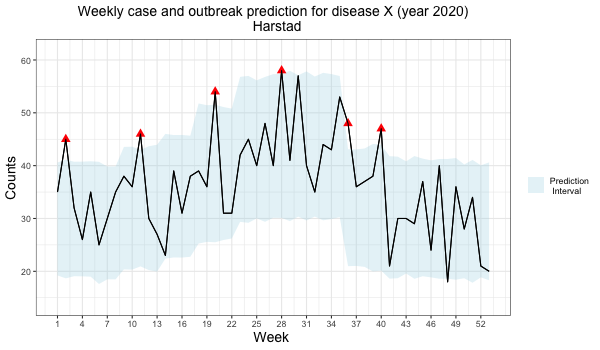 Weekly case and outbreak prediction for disease X (year 2020)
Harstad
Counts
60
50
40
30
20
1 4 7 10 13 16 19 22 25 28 31 34 37 40 43 46 49 52
Week
Prediction
Interval